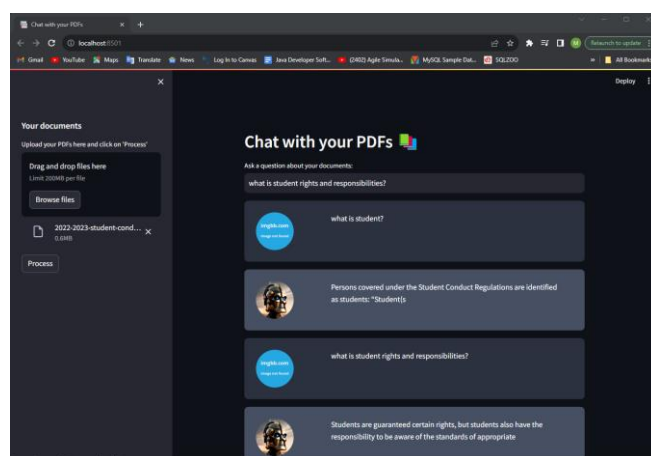 Chat with your PDFs
localhost:8501
Relaunch to update
Gmail
YouTube
Maps
Translate
News
Log In to Canvas
Java Developer Soft...
(2402) Agile Simula...
MySQL Sample Dat...
SQLZOO
All Bookmarks
Deploy
Your documents
Upload your PDFs here and click on 'Process'
Drag and drop files here
Limit 200MB per file
Browse files
2022-2023-student-cond...
0.6MB
Process
Chat with your PDFs
Ask a question about your documents:
what is student rights and responsibilities?
imgbb.com
image not found
what is student?
Persons covered under the Student Conduct Regulations are identified
as students: "Student(s
imgbb.com
image not found
what is student rights and responsibilities?
Students are guaranteed certain rights, but students also have the
responsibility to be aware of the standards of appropriate